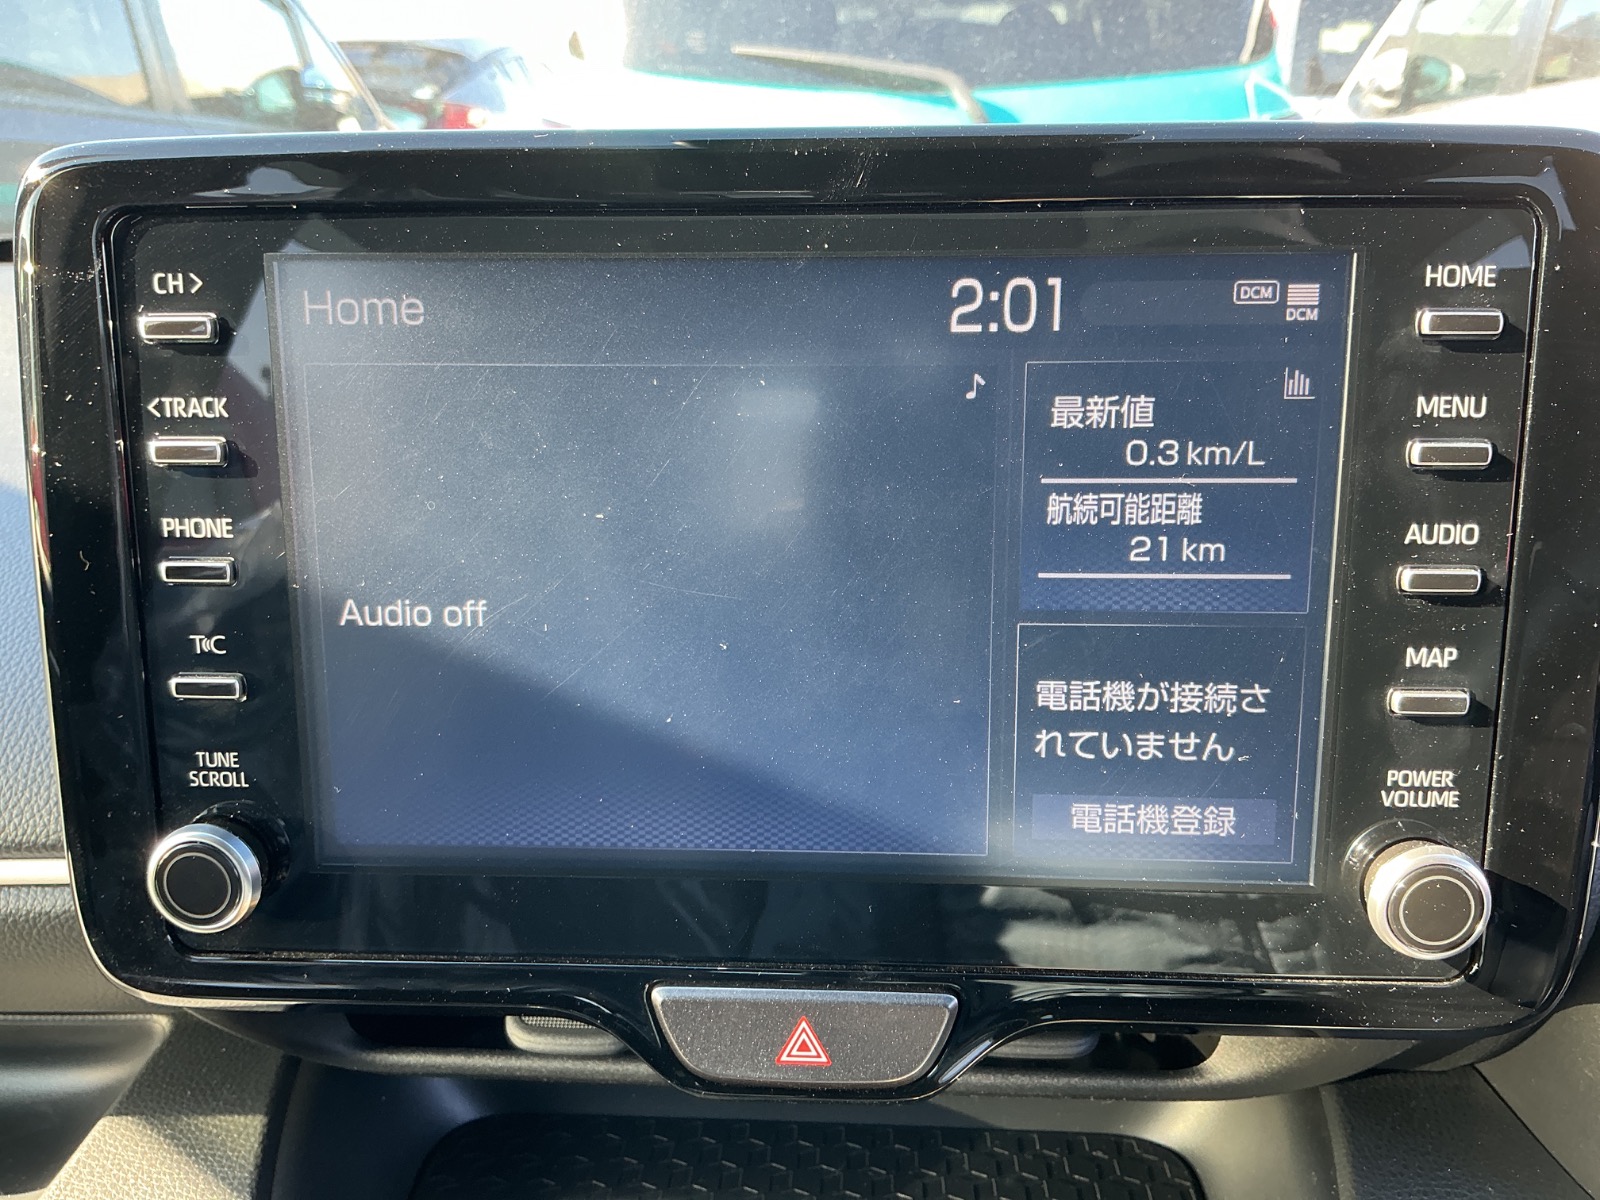 CH >
<TRACK
PHONE
T«C
TUNE
SCROLL
Home
2:01
DCM
DCM
Audio off
最新値
0.3 km/L
航続可能距離
21 km
電話機が接続さ
れていません。
電話機登録
HOME
MENU
AUDIO
MAP
POWER
VOLUME